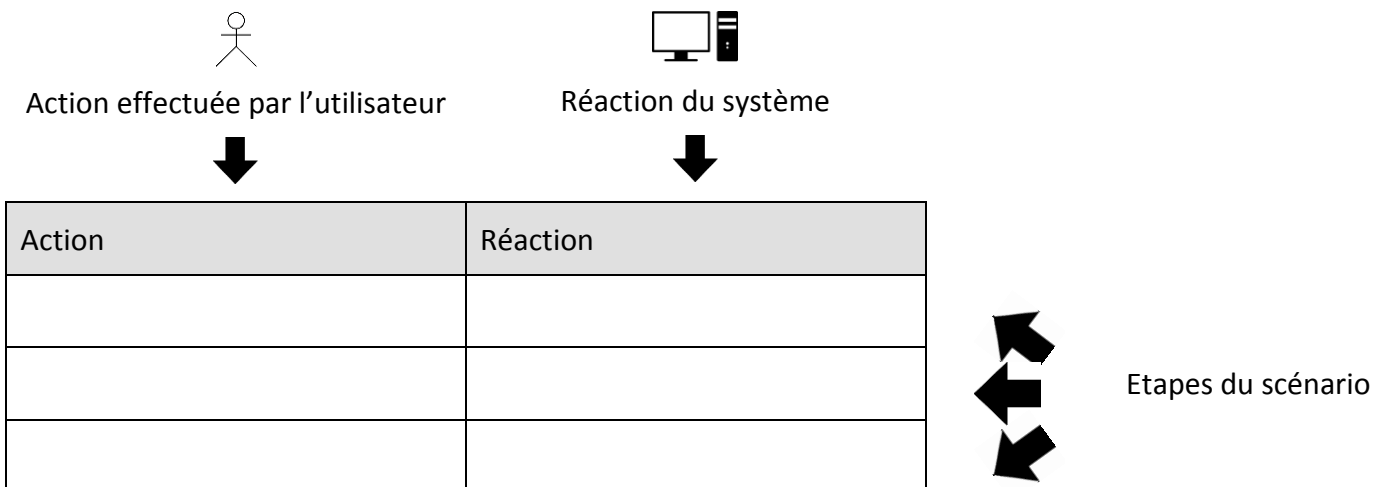 Action effectuée par l’utilisateur
Réaction du système
Action
Réaction
Etapes du scénario